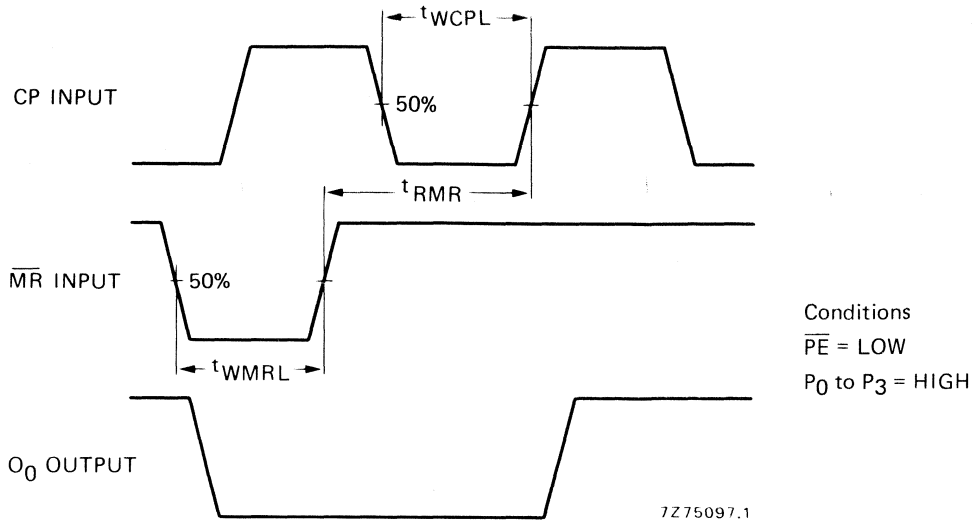 tWCPL
CP INPUT
50%
tRMR
MR INPUT
50%
Conditions
PE = LOW
tWMRL
P0 to P3 = HIGH
O0 OUTPUT
7Z75097.1